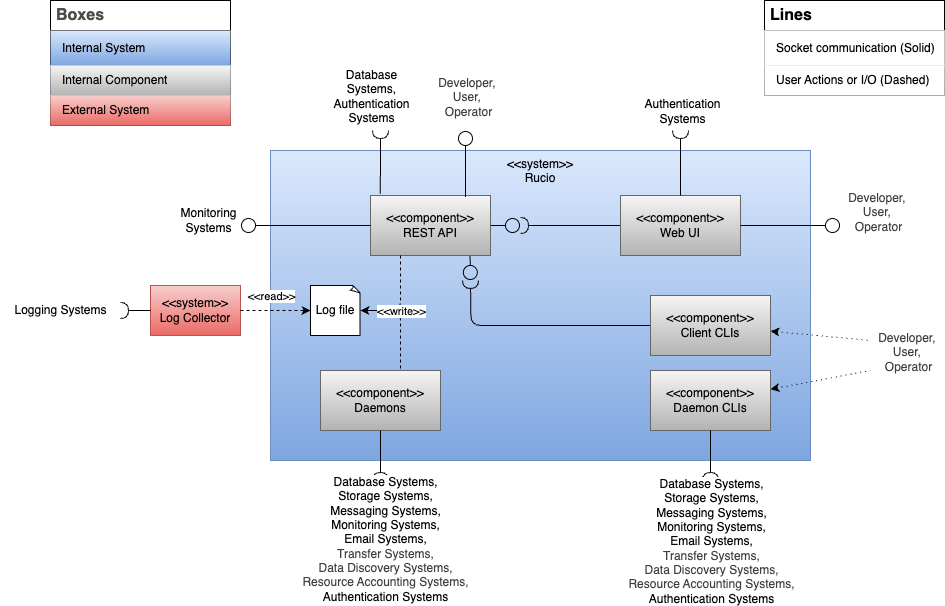 Boxes
Internal System
Internal Component
External System
Lines
Socket communication (Solid)
User Actions or I/O (Dashed)
Database
Systems,
Authentication
Systems
Developer,
User,
Operator
Authentication
Systems
<<system>>
Rucio
Monitoring
Systems
<<component>>
REST API
<<component>>
Web UI
Developer,
User,
Operator
Logging Systems
<<system>>
Log Collector
<<read>>
Log file
<<write>>
<<component>>
Client CLIs
Developer,
User,
Operator
<<component>>
Daemons
<<component>>
Daemon CLIs
Database Systems,
Storage Systems,
Messaging Systems,
Monitoring Systems,
Email Systems,
Transfer Systems,
Data Discovery Systems,
Resource Accounting Systems,
Authentication Systems
Database Systems,
Storage Systems,
Messaging Systems,
Monitoring Systems,
Email Systems,
Transfer Systems,
Data Discovery Systems,
Resource Accounting Systems,
Authentication Systems